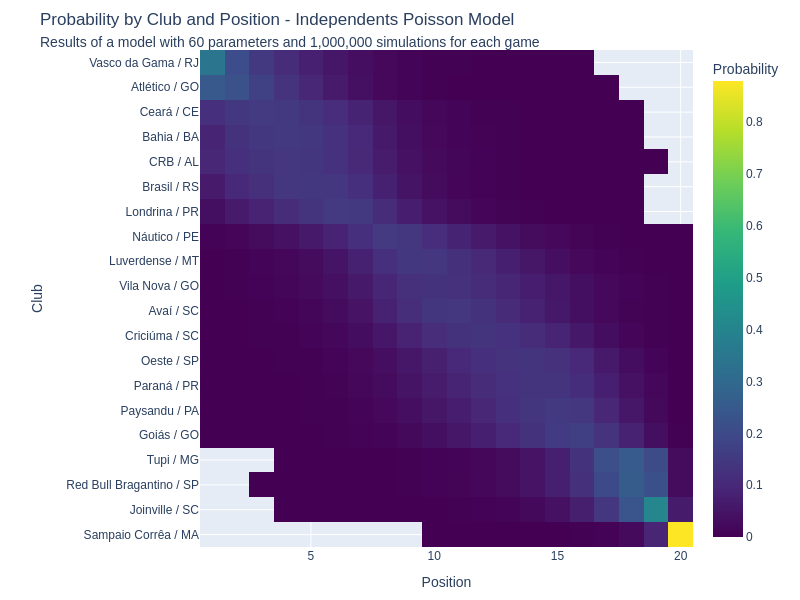 Probability by Club and Position - Independents Poisson Model
Results of a model with 60 parameters and 1,000,000 simulations for each game
Probability
Club
Vasco da Gama / RJ
Atlético / GO
Ceará / CE
Bahia / BA
CRB / AL
Brasil / RS
Londrina / PR
Náutico / PE
Luverdense / MT
Vila Nova / GO
Avaí / SC
Criciúma / SC
Oeste / SP
Paraná / PR
Paysandu / PA
Goiás / GO
Tupi / MG
Red Bull Bragantino / SP
Joinville / SC
Sampaio Corrêa / MA
0.8
0.7
0.6
0.5
0.4
0.3
0.2
0.1
0
5 10 15 20
Position